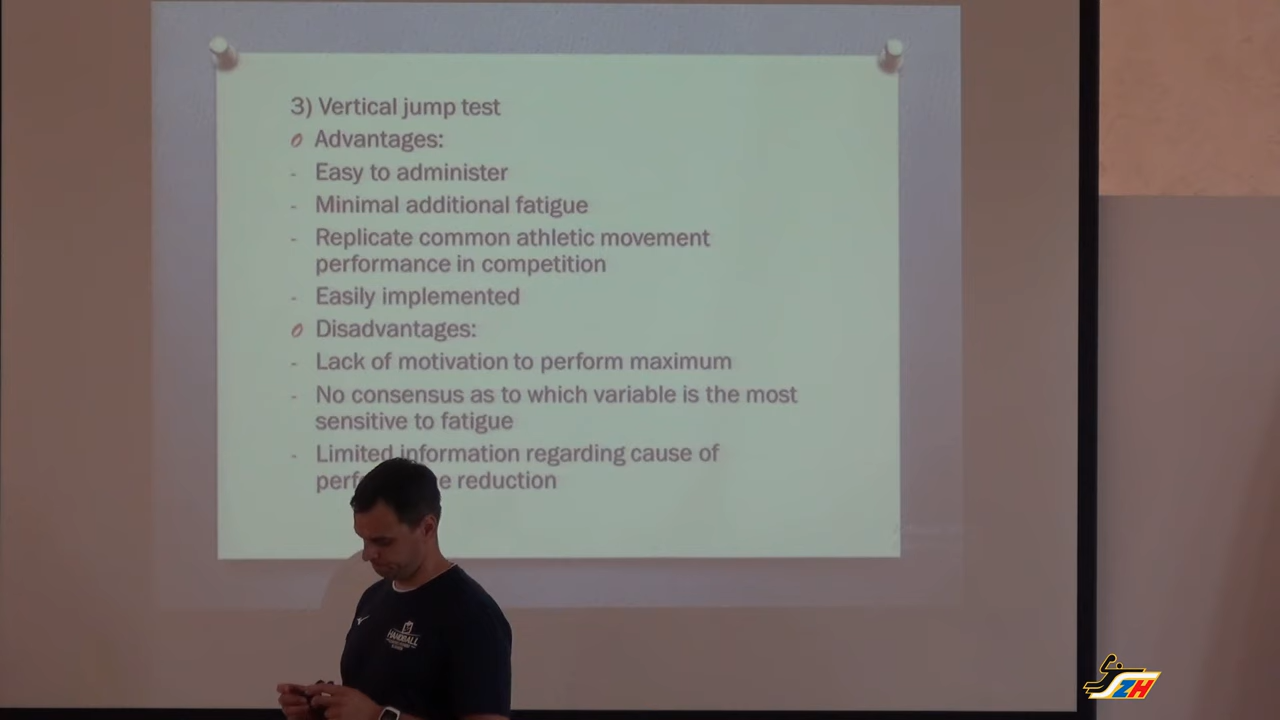 3) Vertical jump test
Advantages:
- Easy to administer
- Minimal additional fatigue
- Replicate common athletic movement
performance in competition
- Easily implemented
Disadvantages:
- Lack of motivation to perform maximum
- No consensus as to which variable is the most
sensitive to fatigue
- Limited information regarding cause of
reduction
HANDBALL
SZH